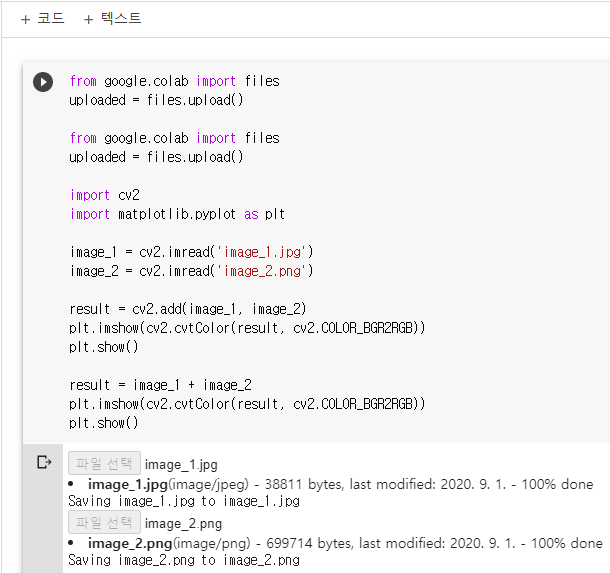 + 코드 + 텍스트
from google.colab import files
uploaded = files.upload()
from google.colab import files
uploaded = files.upload()
import cv2
import matplotlib.pyplot as plt
image_1 = cv2.imread('image_1.jpg')
image_2 = cv2.imread('image_2.png')
result = cv2.add(image_1, image_2)
plt.imshow(cv2.cvtColor(result, cv2.COLOR_BGR2RGB))
plt.show()
result = image_1 + image_2
plt.imshow(cv2.cvtColor(result, cv2.COLOR_BGR2RGB))
plt.show()
파일 선택 image_1.jpg
• image_1.jpg(image/jpeg) - 38811 bytes, last modified: 2020. 9. 1. - 100% done
Saving image_1.jpg to image_1.jpg
파일 선택 image_2.png
• image_2.png(image/png) - 699714 bytes, last modified: 2020. 9. 1. - 100% done
Saving image_2.png to image_2.png